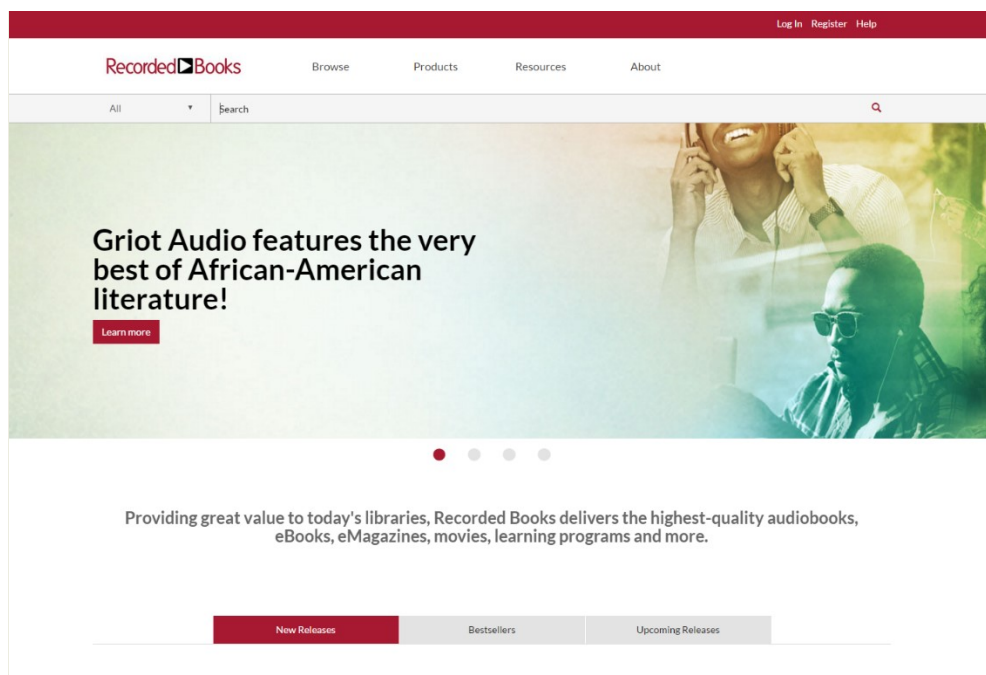 Log In Register Help
Recorded Books Browse Products Resources About
All Search
Griot Audio features the very
best of African-American
literature!
Learn more
Providing great value to today's libraries, Recorded Books delivers the highest-quality audiobooks,
eBooks, eMagazines, movies, learning programs and more.
New Releases Bestsellers Upcoming Releases